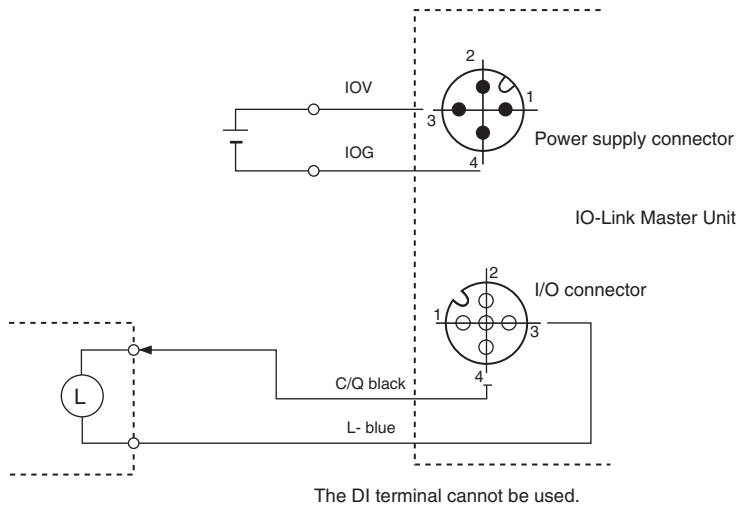 2
IOV
1
3
Power supply connector
IOG
4
IO-Link Master Unit
2
I/O connector
1
3
4
C/Q black
L
L- blue
The DI terminal cannot be used.